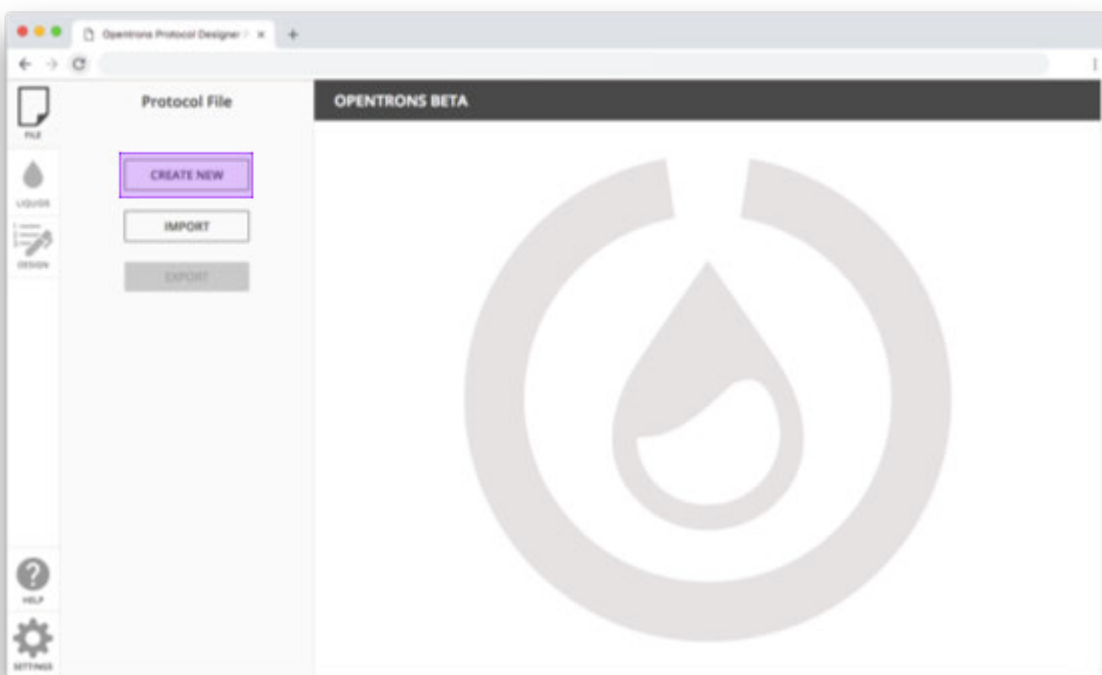 Opentrons Protocol Designer
Protocol File
OPENTRONS BETA
FILE
CREATE NEW
LIQUIDS
IMPORT
DESIGN
EXPORT
HELP
SETTINGS